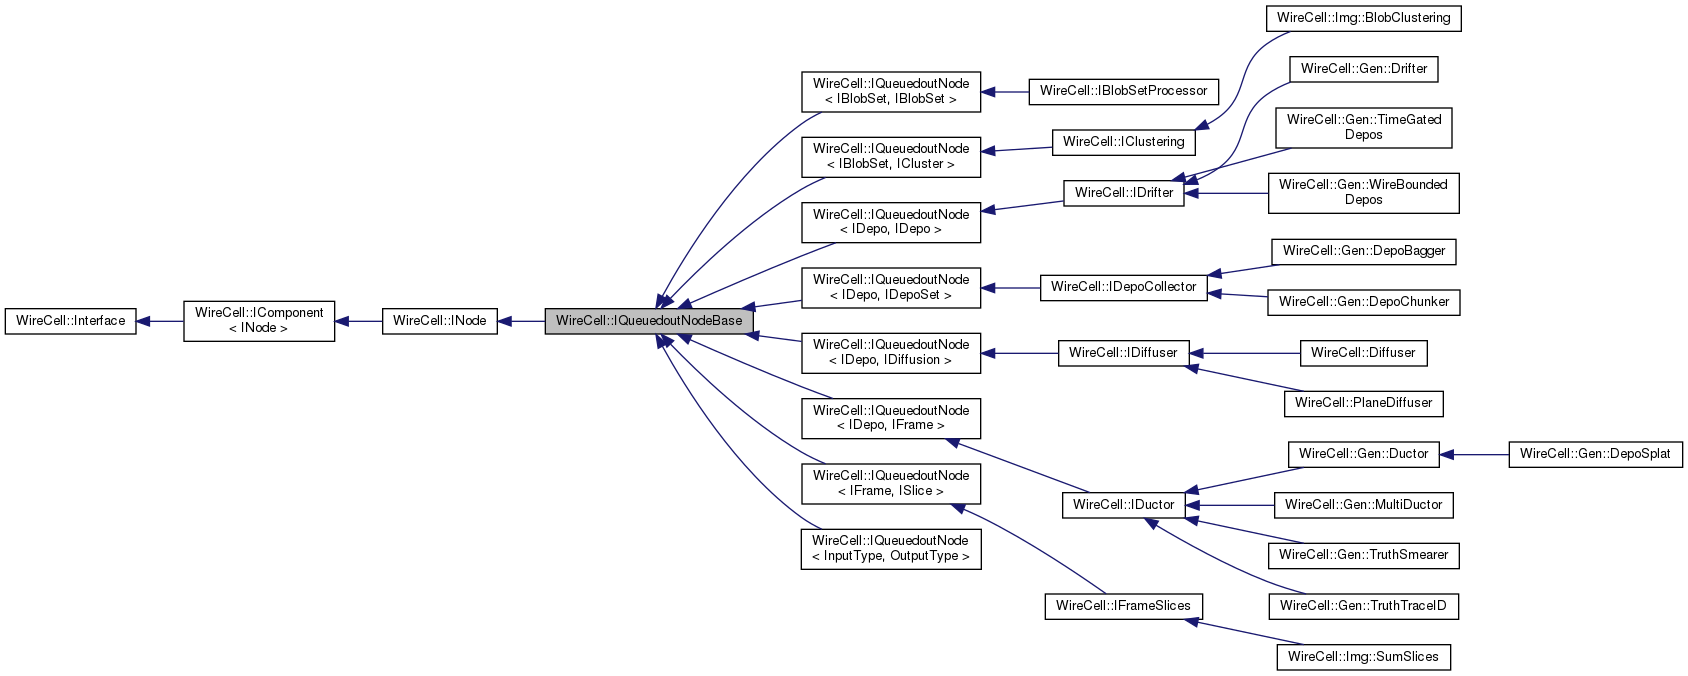 WireCell::Interface
WireCell::IComponent
< INode >
WireCell::INode
WireCell::IQueuedoutNodeBase
WireCell::IQueuedoutNode
< IBlobSet, IBlobSet >
WireCell::IQueuedoutNode
< IBlobSet, ICluster >
WireCell::IQueuedoutNode
< IDepo, IDepo >
WireCell::IQueuedoutNode
< IDepo, IDepoSet >
WireCell::IQueuedoutNode
< IDepo, IDiffusion >
WireCell::IQueuedoutNode
< IDepo, IFrame >
WireCell::IQueuedoutNode
< IFrame, ISlice >
WireCell::IQueuedoutNode
< InputType, OutputType >
WireCell::IBlobSetProcessor
WireCell::IClustering
WireCell::IDrifter
WireCell::IDepoCollector
WireCell::IDiffuser
WireCell::IDuctor
WireCell::IFrameSlices
WireCell::Img::BlobClustering
WireCell::Gen::Drifter
WireCell::Gen::TimeGated
Depos
WireCell::Gen::WireBounded
Depos
WireCell::Gen::DepoBagger
WireCell::Gen::DepoChunker
WireCell::Diffuser
WireCell::PlaneDiffuser
WireCell::Gen::Ductor
WireCell::Gen::MultiDuctor
WireCell::Gen::TruthSmearer
WireCell::Gen::TruthTraceID
WireCell::Img::SumSlices
WireCell::Gen::DepoSplat